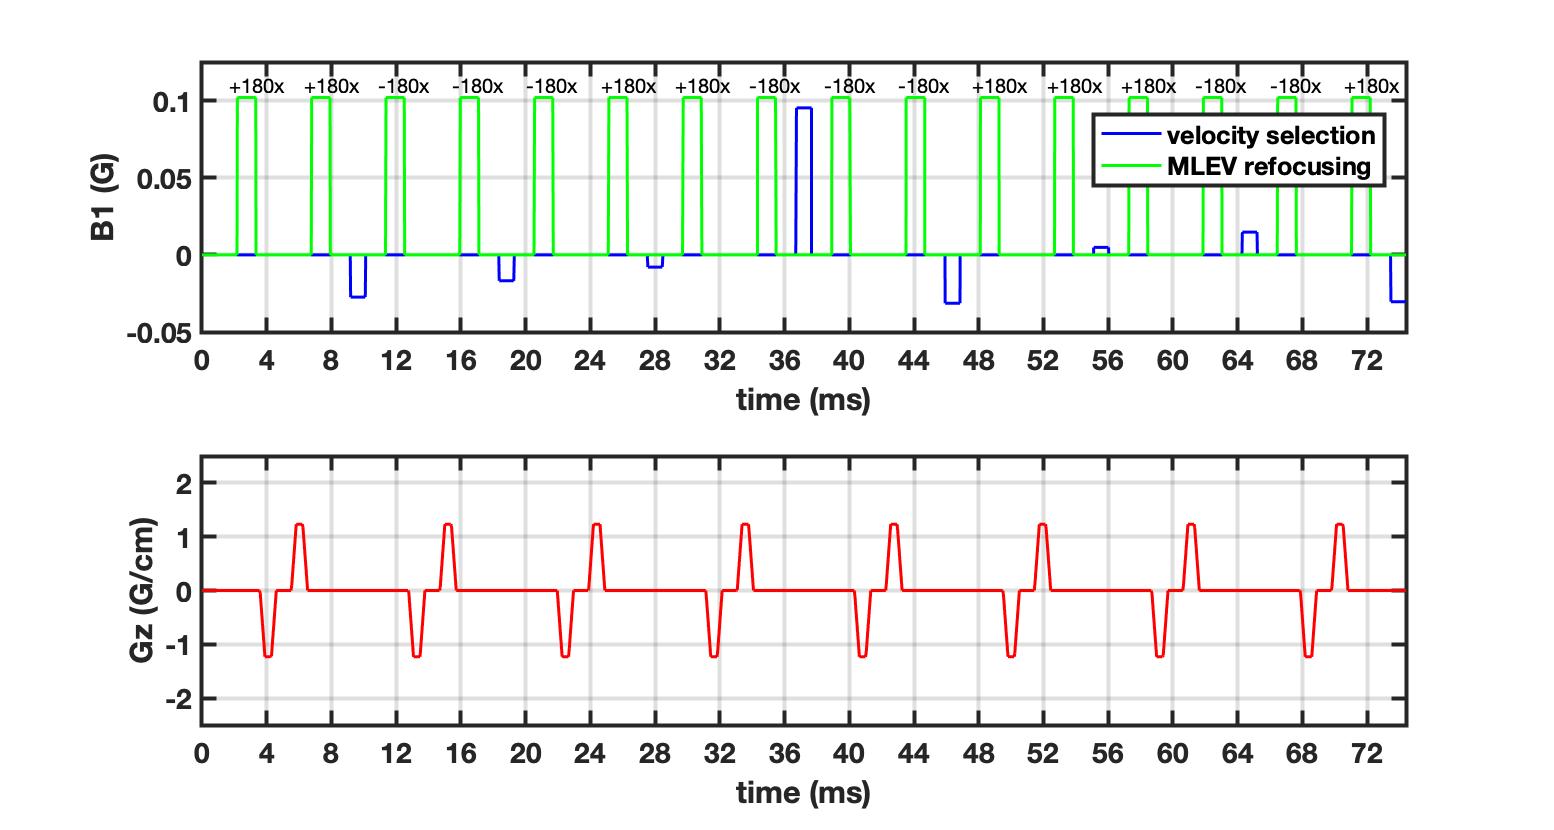 +180x +180x -180x -180x -180x +180x +180x -180x -180x -180x +180x +180x +180x -180x -180x +180x
0.1
0.05
0
-0.05
B1 (G)
velocity selection
MLEV refocusing
0 4 8 12 16 20 24 28 32 36 40 44 48 52 56 60 64 68 72
time (ms)
2
1
0
-1
-2
Gz (G/cm)
0 4 8 12 16 20 24 28 32 36 40 44 48 52 56 60 64 68 72
time (ms)